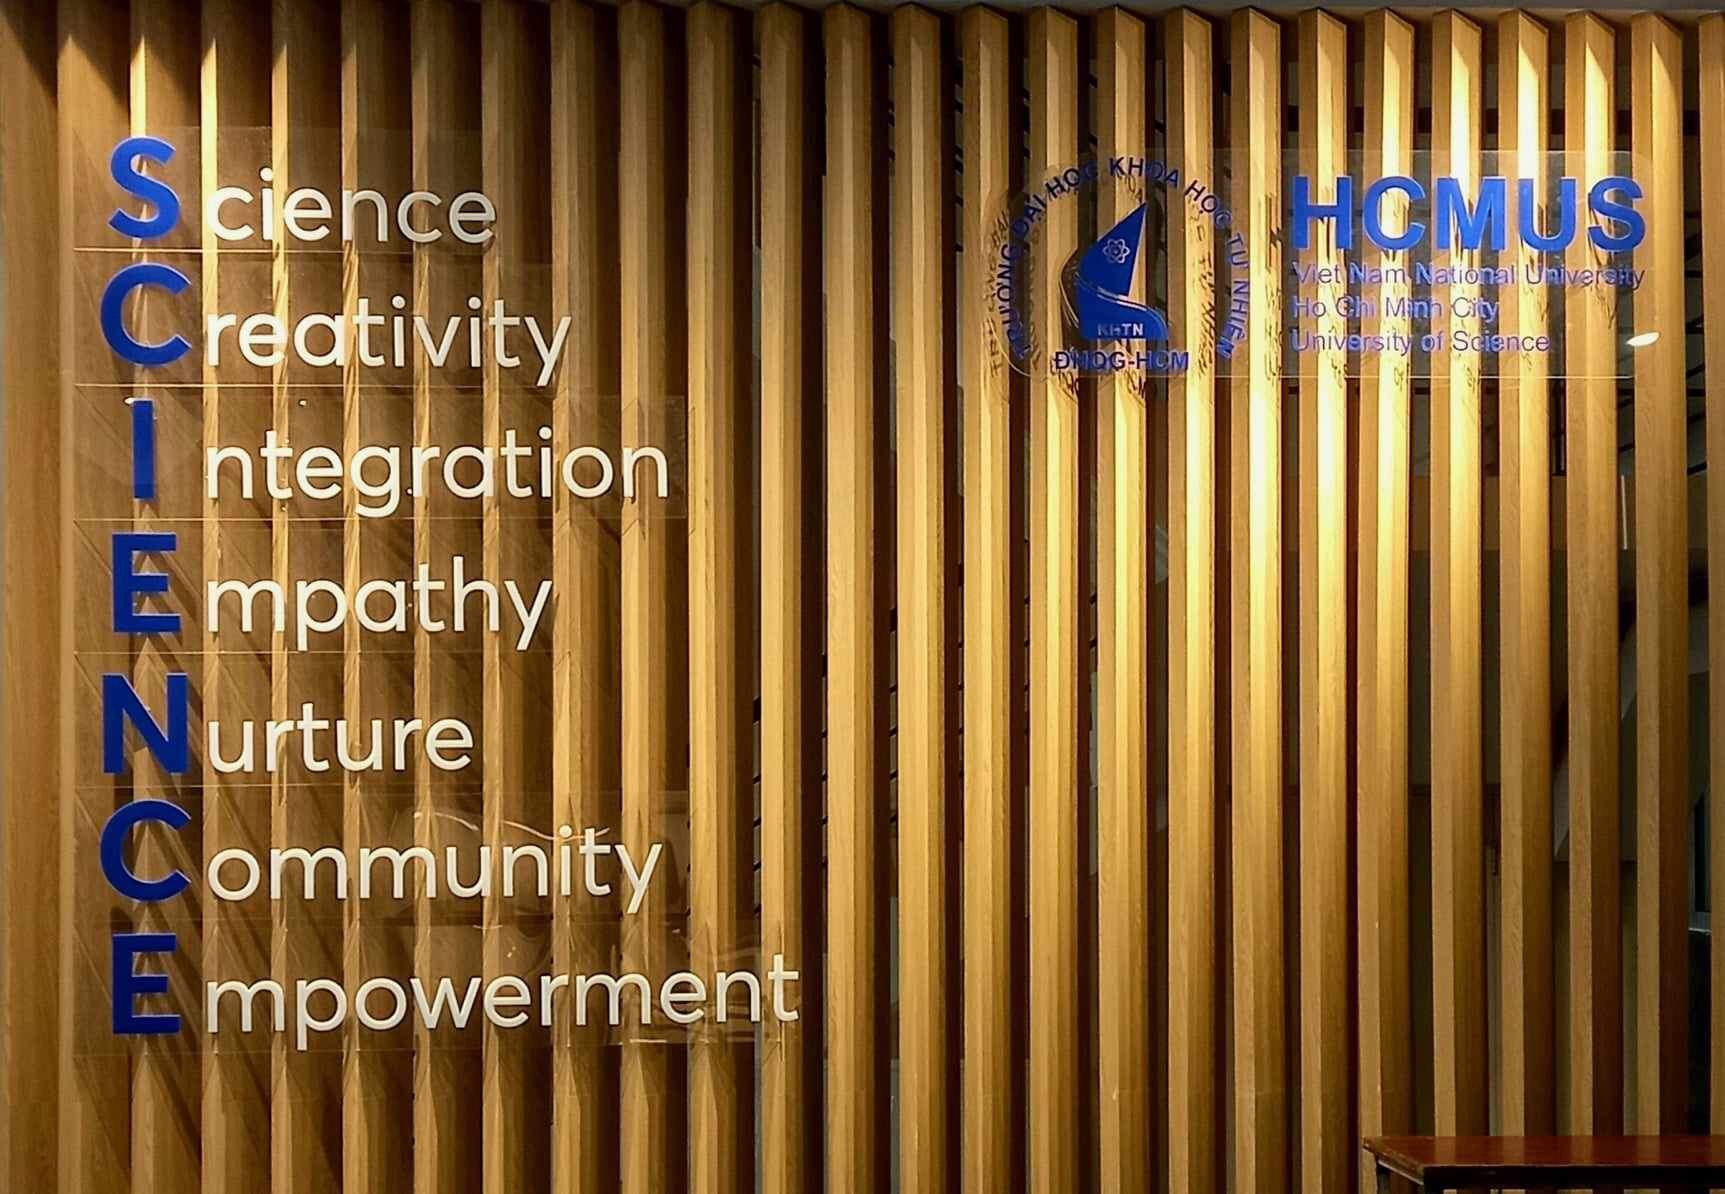 Science
Creativity
Integration
Empathy
Nurture
Community
Empowerment
TRƯỜNG ĐẠI HỌC KHOA HỌC TỰ NHIÊN
KHTN
ĐHQG-HCM
HCMUS
Viet Nam National University
Ho Chi Minh City
University of Science